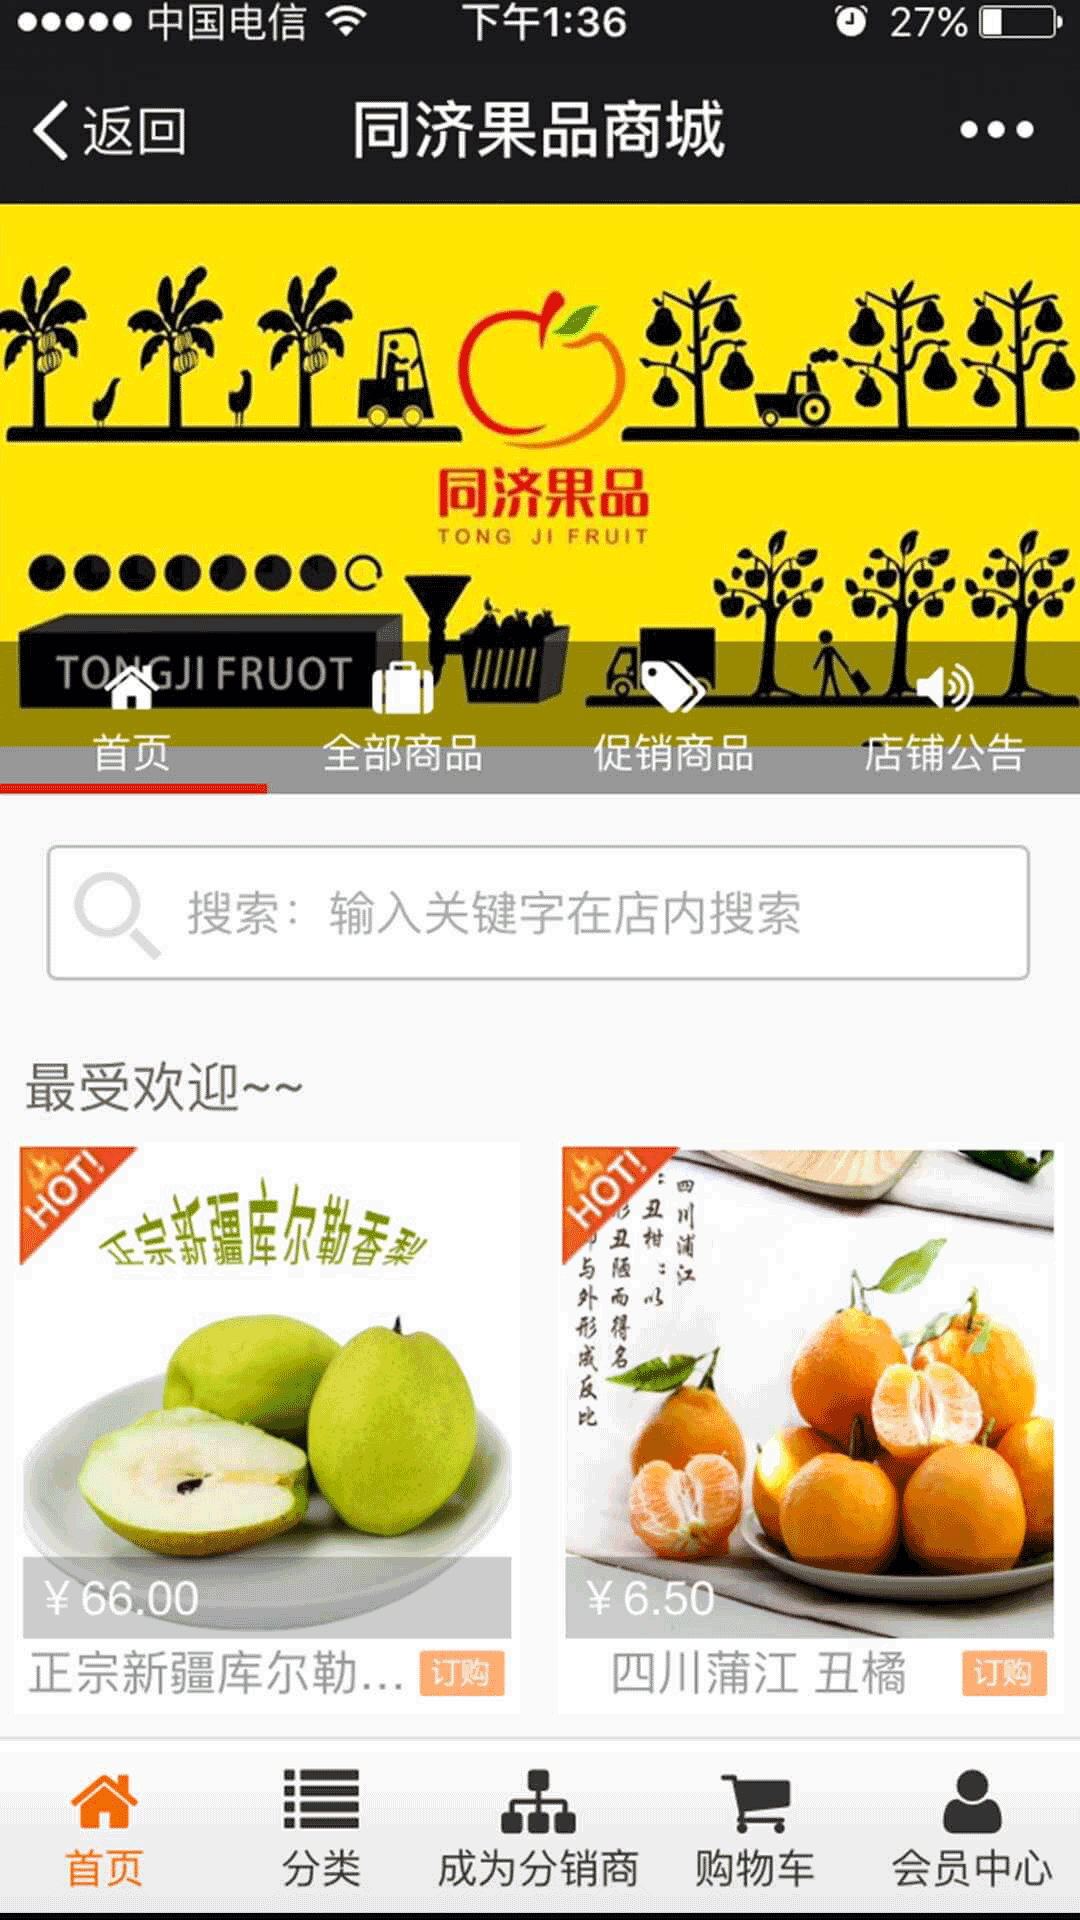 中国电信 下午1:36 27%
返回 同济果品商城
同济果品
TONG JI FRUIT
TONGJI FRUOT
首页 全部商品 促销商品 店铺公告
搜索：输入关键字在店内搜索
最受欢迎~~
HOT!
正宗新疆库尔勒香梨
¥ 66.00
正宗新疆库尔勒... 订购
HOT!
四川浦江
丑柑：以
丑陋而得名
与外形成反比
¥ 6.50
四川蒲江 丑橘 订购
首页 分类 成为分销商 购物车 会员中心